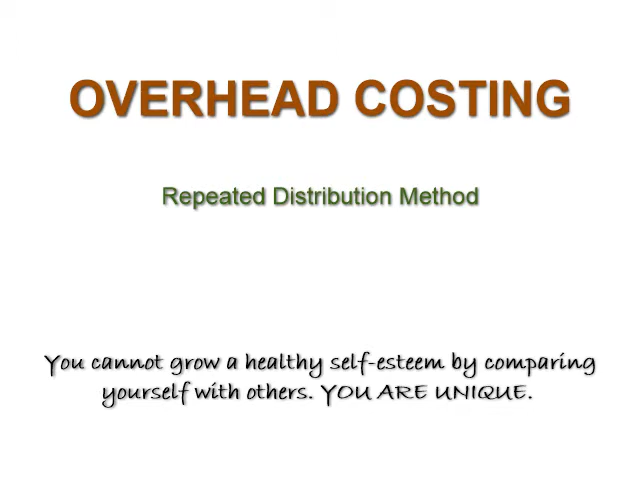 OVERHEAD COSTING
Repeated Distribution Method
You cannot grow a healthy self-esteem by comparing
yourself with others. YOU ARE UNIQUE.